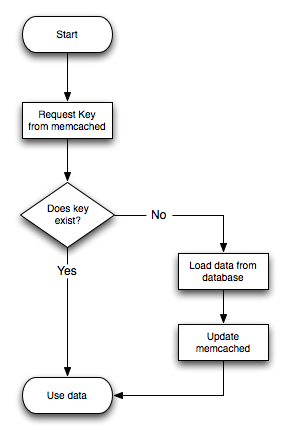 Start
Request Key
from memcached
Does key
exist?
No
Yes
Load data from
database
Update
memcached
Use data